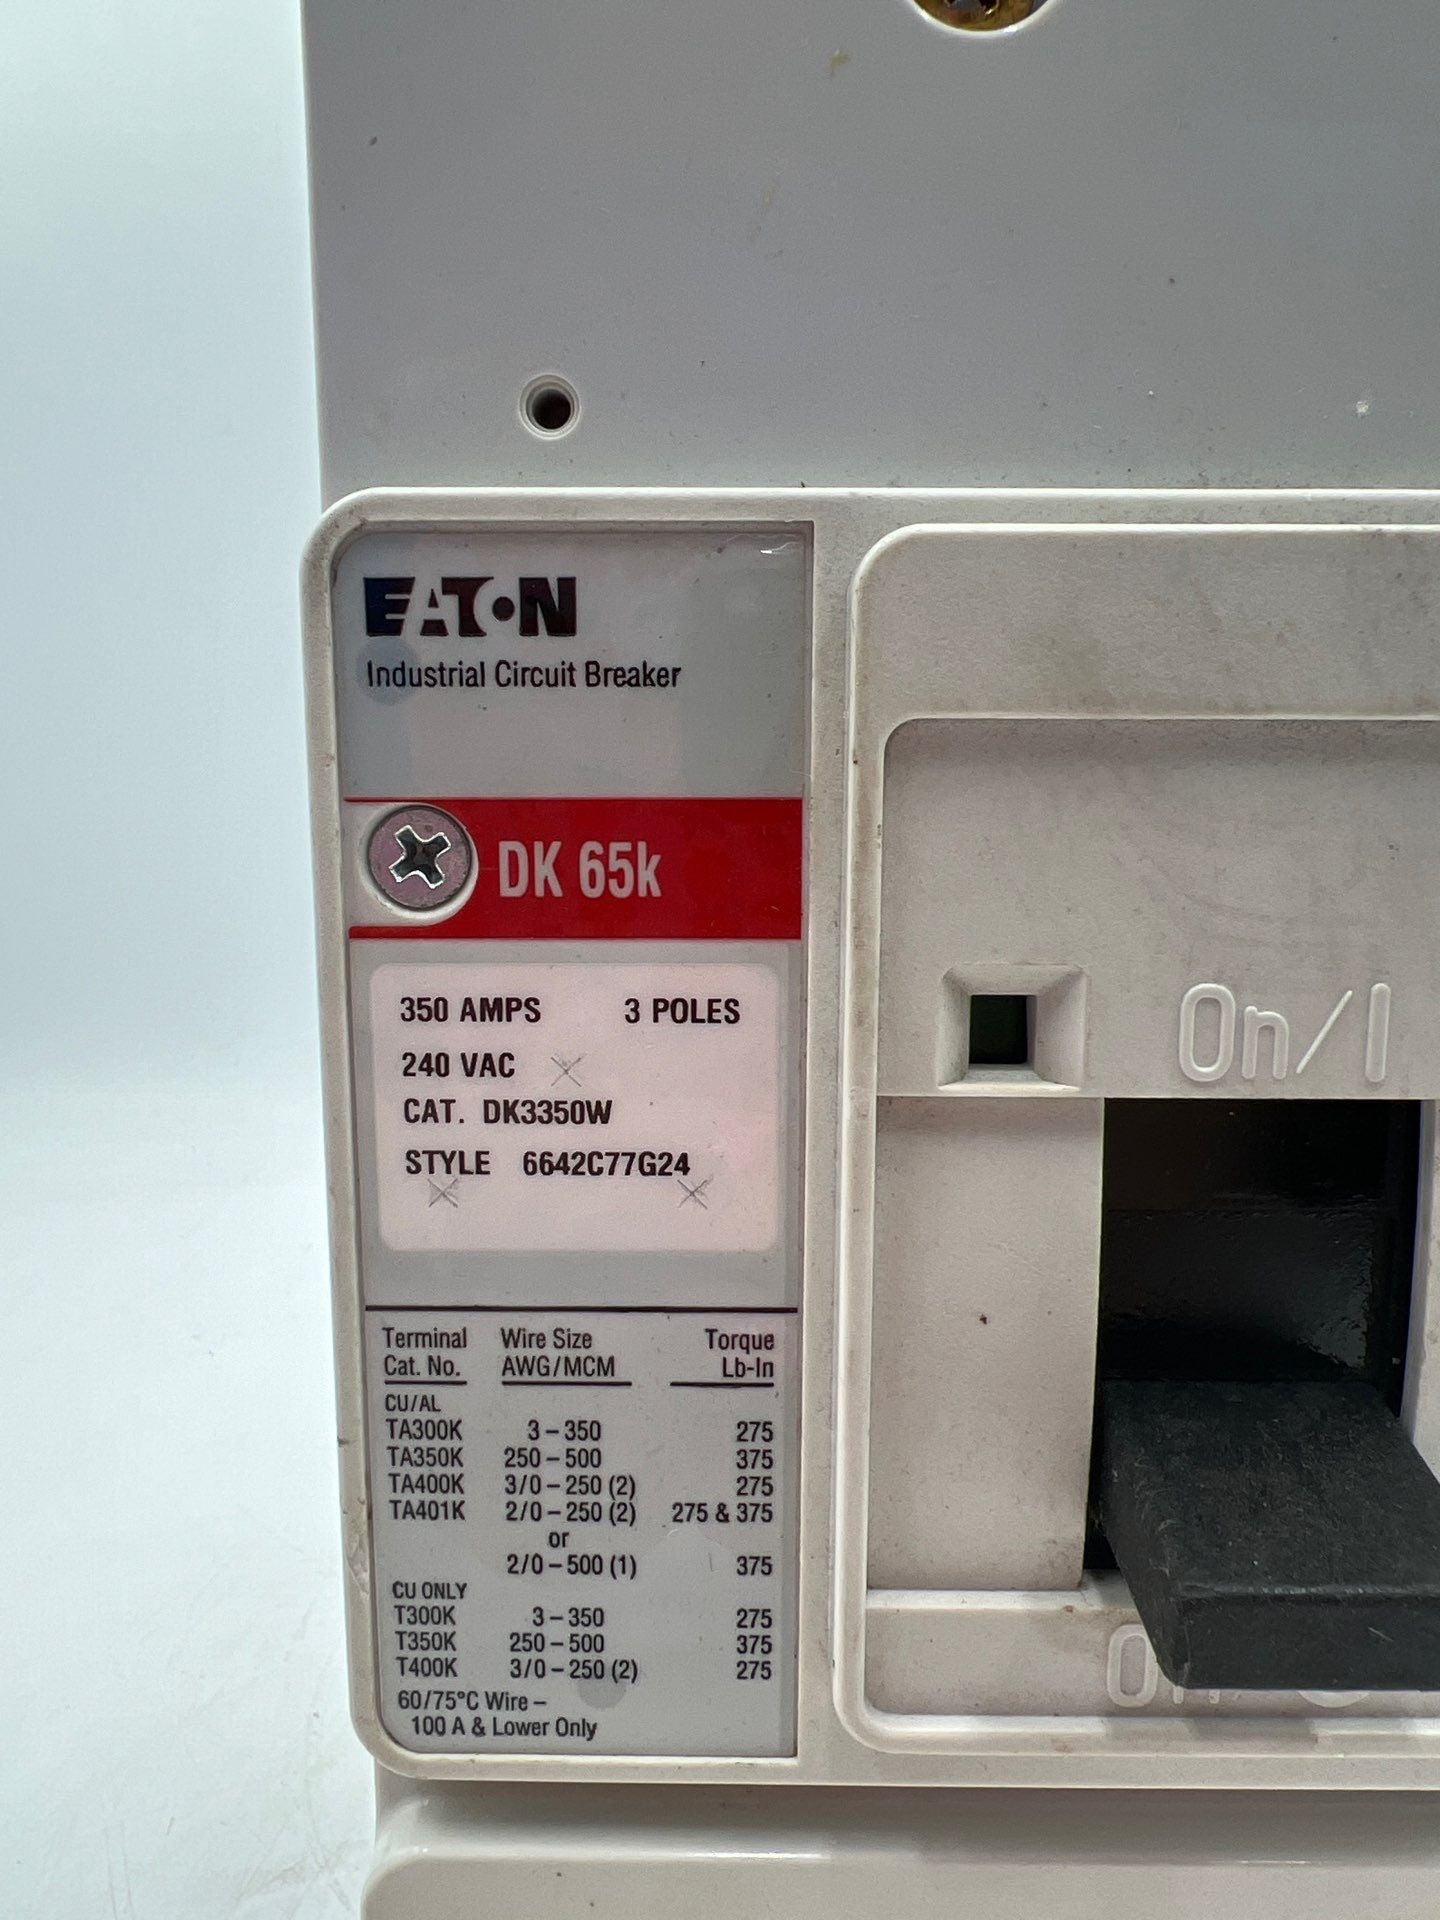 EATON
Industrial Circuit Breaker
DK 65k
350 AMPS 3 POLES
240 VAC
CAT. DK3350W
STYLE 6642C77G24
Terminal Wire Size Torque
Cat. No. AWG/MCM Lb-In
CU/AL
TA300K 3-350 275
TA350K 250-500 375
TA400K 3/0-250 (2) 275
TA401K 2/0-250 (2) 275 & 375
or
2/0-500 (1) 375
CU ONLY
T300K 3-350 275
T350K 250-500 375
T400K 3/0-250 (2) 275
60/75°C Wire-
100 A & Lower Only
On/I